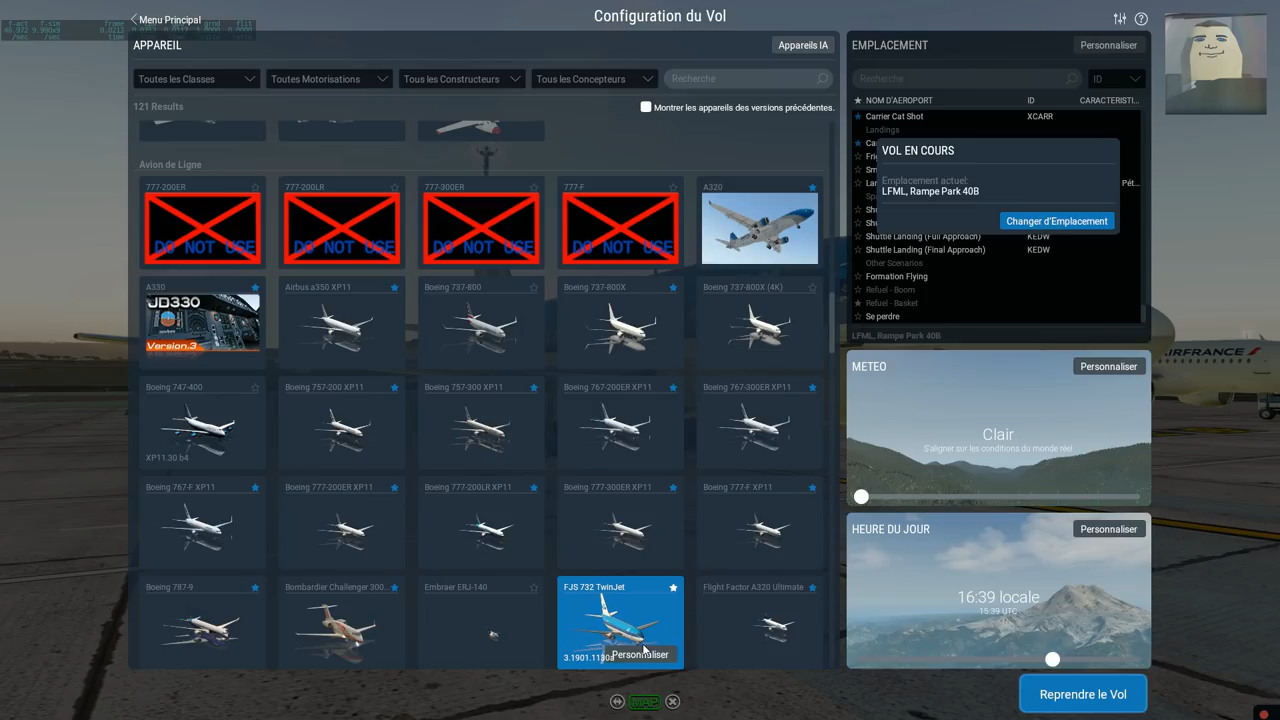 Menu Principal
Configuration du Vol
f-act f-sim frame
APPAREIL
Appareils IA
Toutes les Classes
Toutes Motorisations
Tous les Constructeurs
Tous les Concepteurs
Recherche
121 Results
Montrer les appareils des versions précédentes.
Avion de Ligne
777-200ER
777-200LR
777-300ER
777-F
A320
DO NOT USE
DO NOT USE
DO NOT USE
DO NOT USE
A330
Airbus a350 XP11
Boeing 737-800
Boeing 737-800X
Boeing 737-800X (4K)
JD330
Version.3
Boeing 747-400
Boeing 757-200 XP11
Boeing 757-300 XP11
Boeing 767-200ER XP11
Boeing 767-300ER XP11
XP11.30 b4
Boeing 767-F XP11
Boeing 777-200ER XP11
Boeing 777-200LR XP11
Boeing 777-300ER XP11
Boeing 777-F XP11
Boeing 787-9
Bombardier Challenger 300...
Embraer ERJ-140
FJS 732 TwinJet
Flight Factor A320 Ultimate
Personnaliser
EMPLACEMENT
Personnaliser
Recherche
ID
NOM D'AEROPORT
ID
CARACTERISTI...
Carrier Cat Shot
XCARR
Landings
VOL EN COURS
Emplacement actuel:
LFML, Rampe Park 40B
Changer d'Emplacement
Pét...
Shuttle Landing (Full Approach)
KEDW
Shuttle Landing (Final Approach)
KEDW
Other Scenarios
Formation Flying
Refuel - Boom
Refuel - Basket
Se perdre
LFML, Rampe Park 40B
AIRFRANCE
METEO
Personnaliser
Clair
S'aligner sur les conditions du monde réel
HEURE DU JOUR
Personnaliser
16:39 locale
15:39 UTC
MAP
Reprendre le Vol